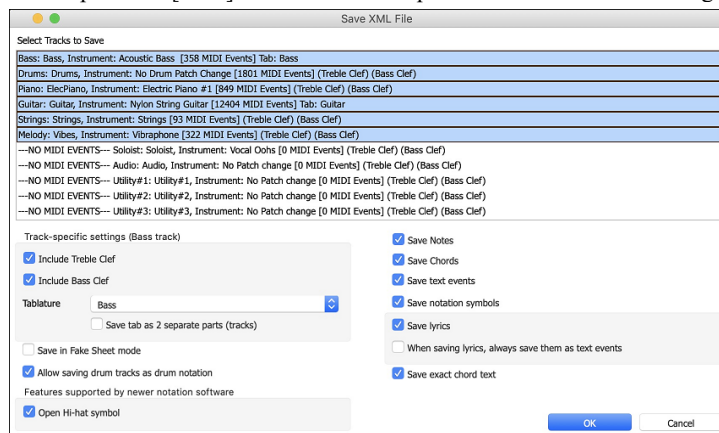 Save XML File
Select Tracks to Save
Bass: Bass, Instrument: Acoustic Bass [358 MIDI Events] Tab: Bass
Drums: Drums, Instrument: No Drum Patch Change [1801 MIDI Events] (Treble Clef) (Bass Clef)
Piano: ElecPiano, Instrument: Electric Piano #1 [849 MIDI Events] (Treble Clef) (Bass Clef)
Guitar: Guitar, Instrument: Nylon String Guitar [12404 MIDI Events] Tab: Guitar
Strings: Strings, Instrument: Strings [93 MIDI Events] (Treble Clef) (Bass Clef)
Melody: Vibes, Instrument: Vibraphone [322 MIDI Events] (Treble Clef) (Bass Clef)
---NO MIDI EVENTS--- Soloist: Soloist, Instrument: Vocal Oohs [0 MIDI Events] (Treble Clef) (Bass Clef)
---NO MIDI EVENTS--- Audio: Audio, Instrument: No Patch change [0 MIDI Events] (Treble Clef) (Bass Clef)
---NO MIDI EVENTS--- Utility#1: Utility#1, Instrument: No Patch change [0 MIDI Events] (Treble Clef) (Bass Clef)
---NO MIDI EVENTS--- Utility#2: Utility#2, Instrument: No Patch change [0 MIDI Events] (Treble Clef) (Bass Clef)
---NO MIDI EVENTS--- Utility#3: Utility#3, Instrument: No Patch change [0 MIDI Events] (Treble Clef) (Bass Clef)
Track-specific settings (Bass track)
Include Treble Clef
Include Bass Clef
Tablature Bass
Save tab as 2 separate parts (tracks)
Save in Fake Sheet mode
Allow saving drum tracks as drum notation
Features supported by newer notation software
Open Hi-hat symbol
Save Notes
Save Chords
Save text events
Save notation symbols
Save lyrics
When saving lyrics, always save them as text events
Save exact chord text
OK Cancel